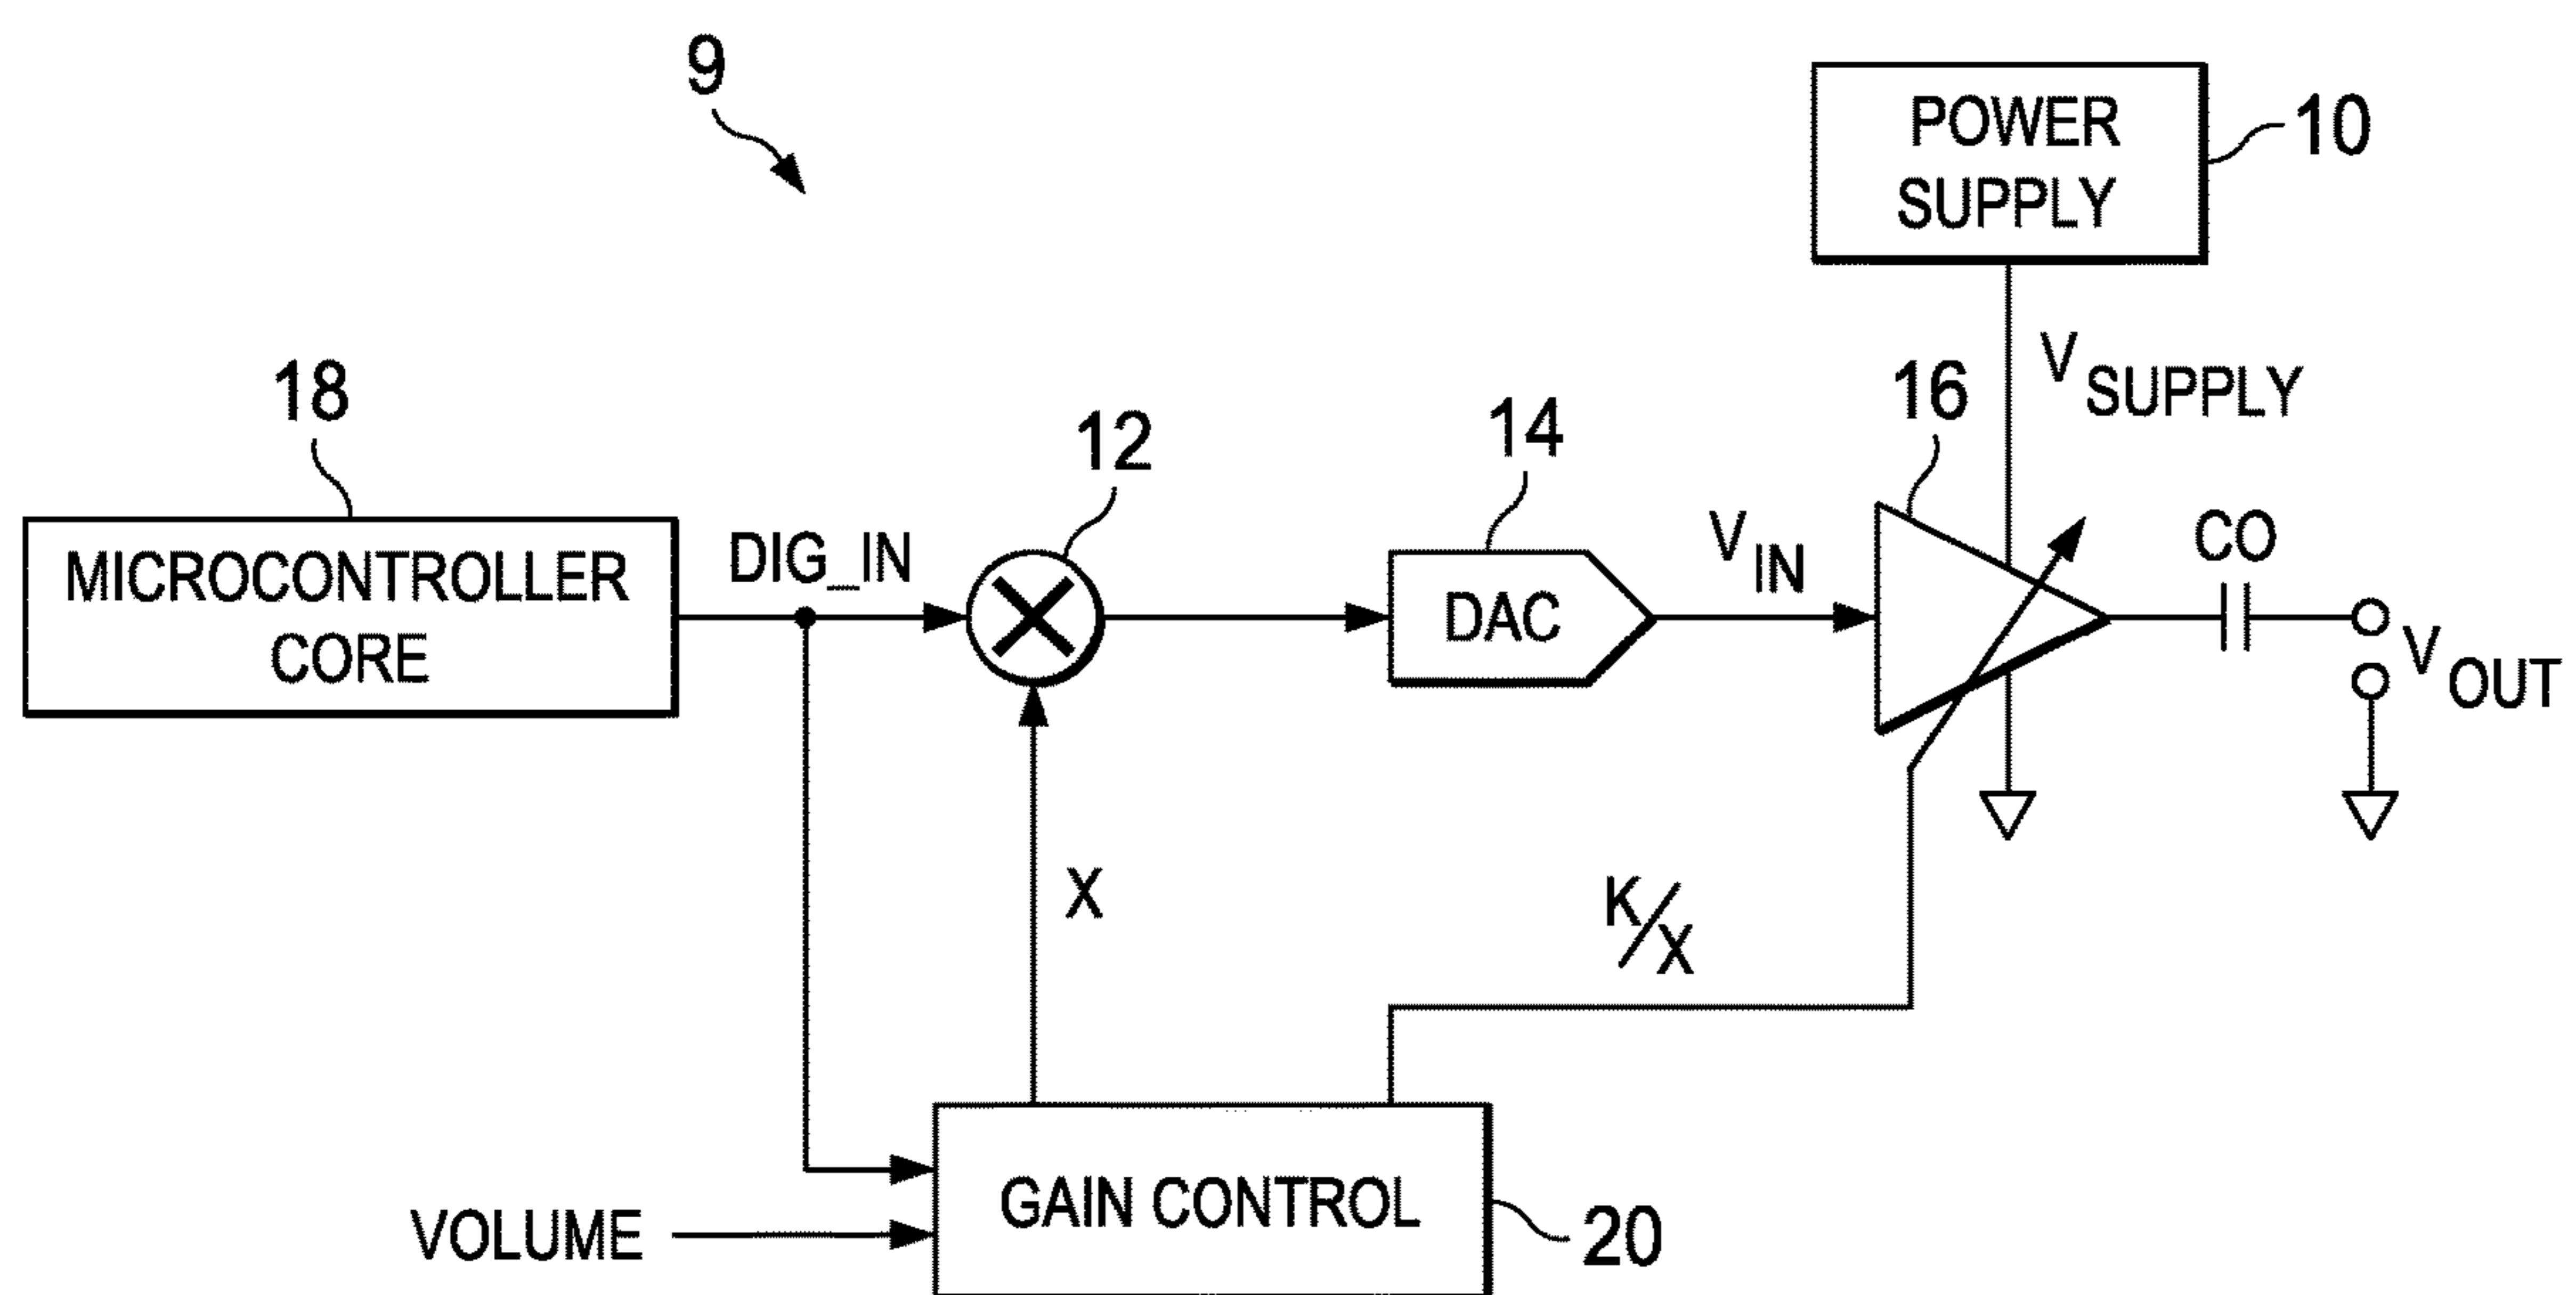 9
POWER
SUPPLY
10
V SUPPLY
18
12
14
16
MICROCONTROLLER
CORE
DIG_IN
DAC
V IN
CO
V OUT
X
K/X
GAIN CONTROL
VOLUME
20